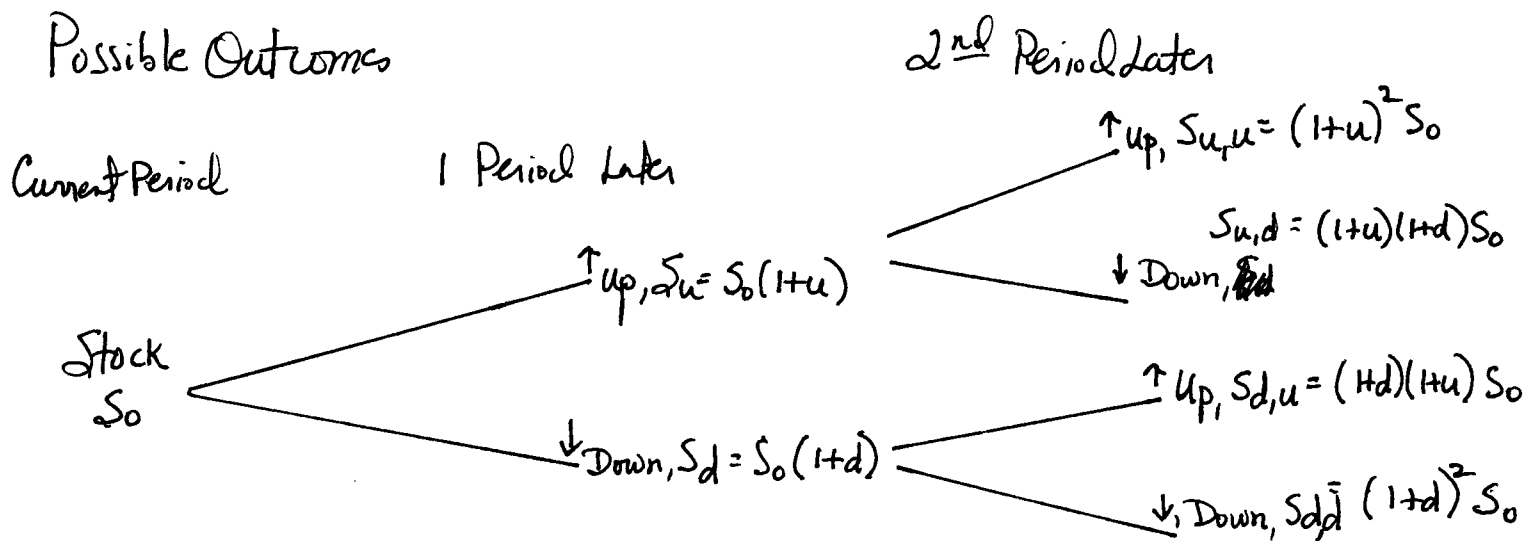 Possible Outcomes
2nd Period Later
Current Period
1 Period Later
↑ Up, Su,u = (1+u)² S0
Su,d = (1+u)(1+d)S0
↓ Down,
↑ Up, Su = S0(1+u)
Stock
S0
↑ Up, Sd,u = (1+d)(1+u) S0
↓ Down, Sd = S0(1+d)
↓, Down, Sd,d = (1+d)² S0